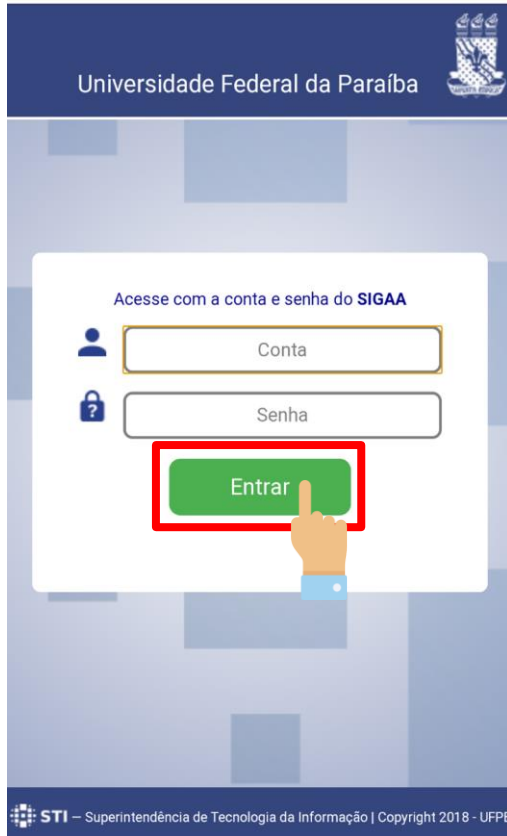 Universidade Federal da Paraíba
Acesse com a conta e senha do SIGAA
Conta
?
Senha
Entrar
STI – Superintendência de Tecnologia da Informação | Copyright 2018 - UFPB